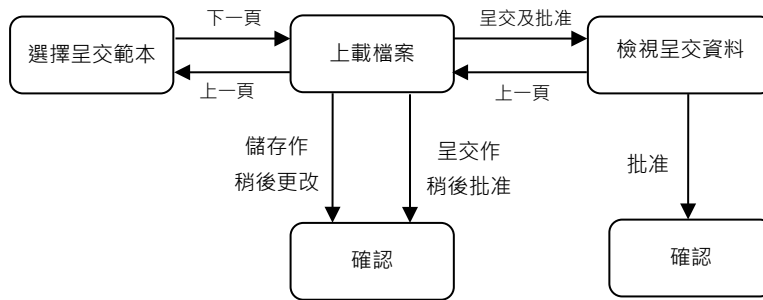 下一頁
呈交及批准
選擇呈交範本
上載檔案
檢視呈交資料
上一頁
上一頁
儲存作
稍後更改
呈交作
稍後批准
批准
確認
確認